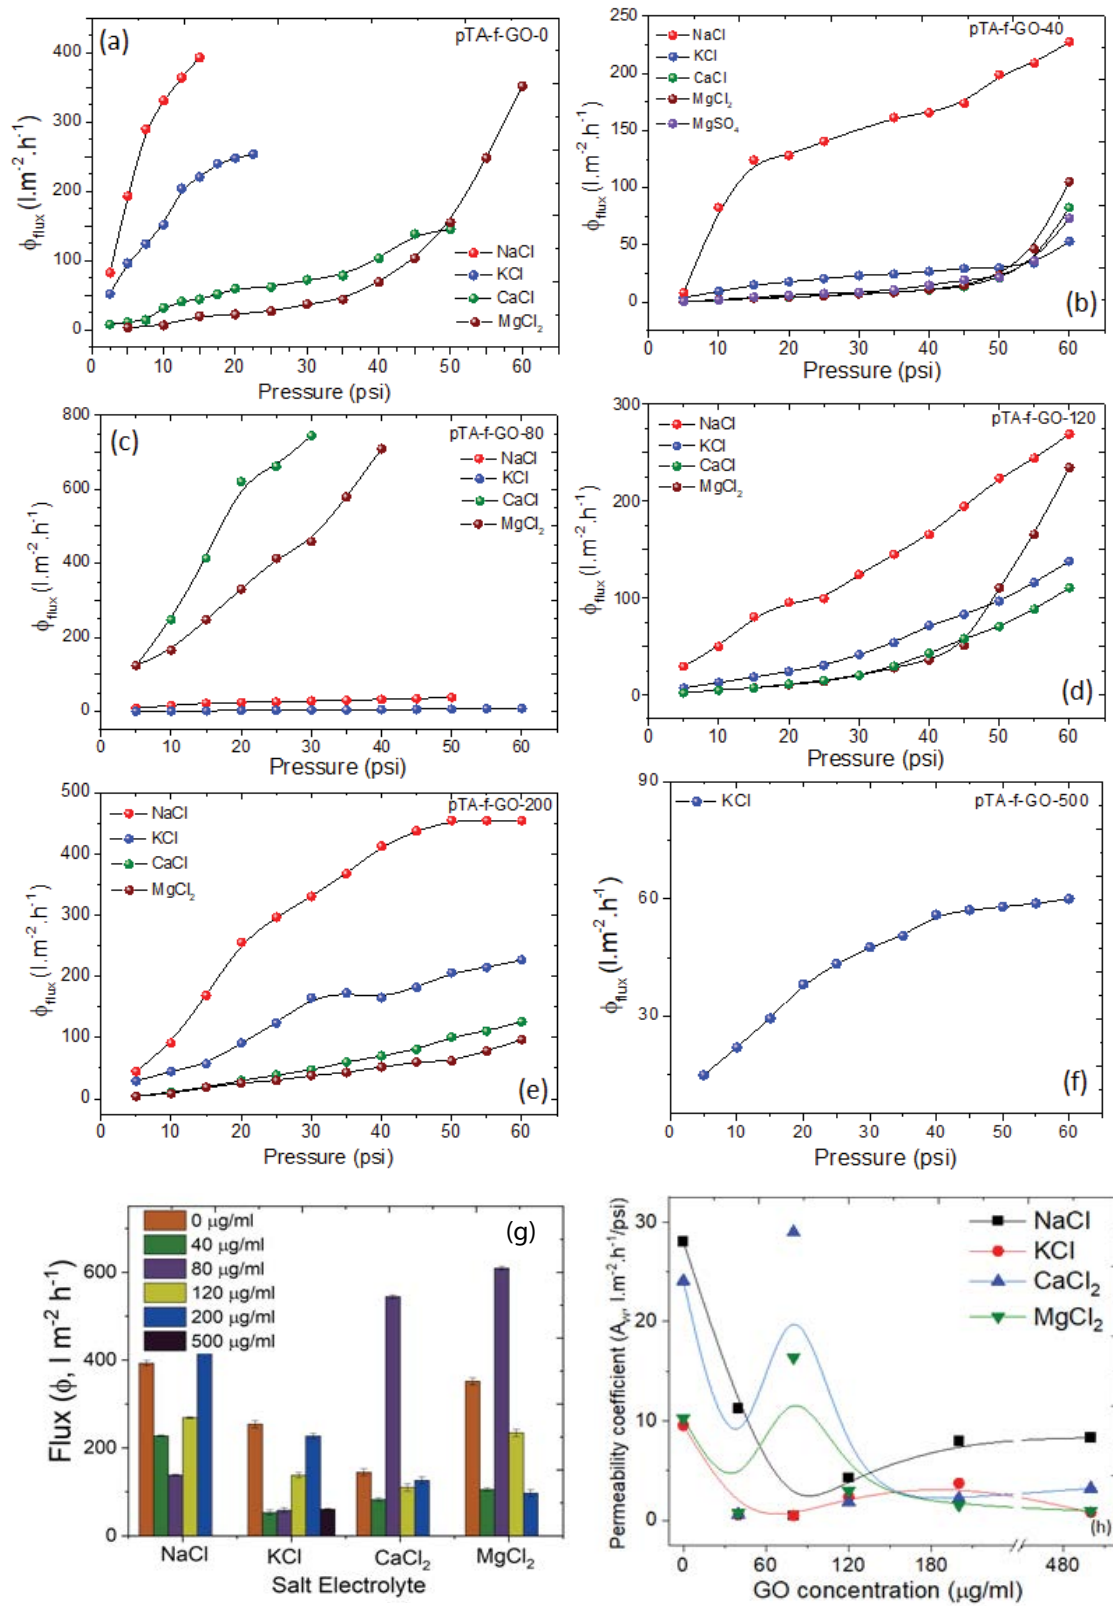 (a)
pTA-f-GO-0
400
300
200
100
0
ϕflux (l.m-2.h-1)
NaCl
KCl
CaCl
MgCl2
0 10 20 30 40 50 60
Pressure (psi)
250
200
150
100
50
0
ϕflux (l.m-2.h-1)
NaCl
KCl
CaCl
MgCl2
MgSO4
pTA-f-GO-40
(b)
0 10 20 30 40 50 60
Pressure (psi)
800
600
400
200
0
ϕflux (l.m-2.h-1)
(c)
pTA-f-GO-80
NaCl
KCl
CaCl
MgCl2
0 10 20 30 40 50 60
Pressure (psi)
300
200
100
0
ϕflux (l.m-2.h-1)
NaCl
KCl
CaCl
MgCl2
pTA-f-GO-120
(d)
0 10 20 30 40 50 60
Pressure (psi)
500
400
300
200
100
0
ϕflux (l.m-2.h-1)
NaCl
KCl
CaCl
MgCl2
pTA-f-GO-200
(e)
0 10 20 30 40 50 60
Pressure (psi)
90
60
30
ϕflux (l.m-2.h-1)
KCl
pTA-f-GO-500
(f)
0 10 20 30 40 50 60
Pressure (psi)
600
400
200
0
Flux (ϕ, l m-2 h-1)
0 μg/ml
40 μg/ml
80 μg/ml
120 μg/ml
200 μg/ml
500 μg/ml
(g)
NaCl KCl CaCl2 MgCl2
Salt Electrolyte
30
20
10
0
Permeability coefficient (Aw, l.m-2.h-1/psi)
NaCl
KCl
CaCl2
MgCl2
(h)
0 60 120 180 480
GO concentration (μg/ml)